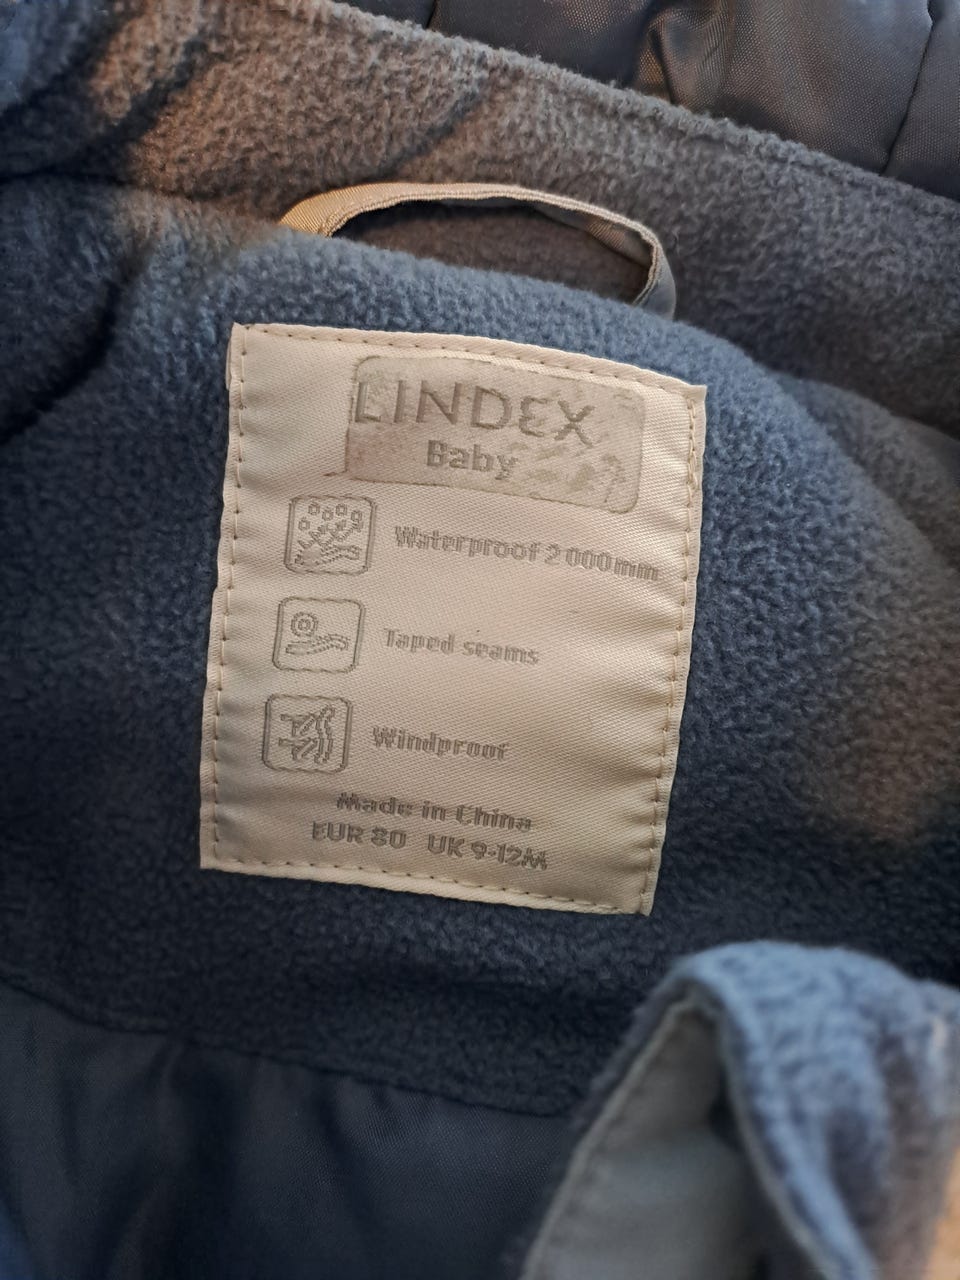 LINDEX
Baby
Waterproof 2 000mm
Taped seams
Windproof
Made in China
EUR 80 UK 9-12M